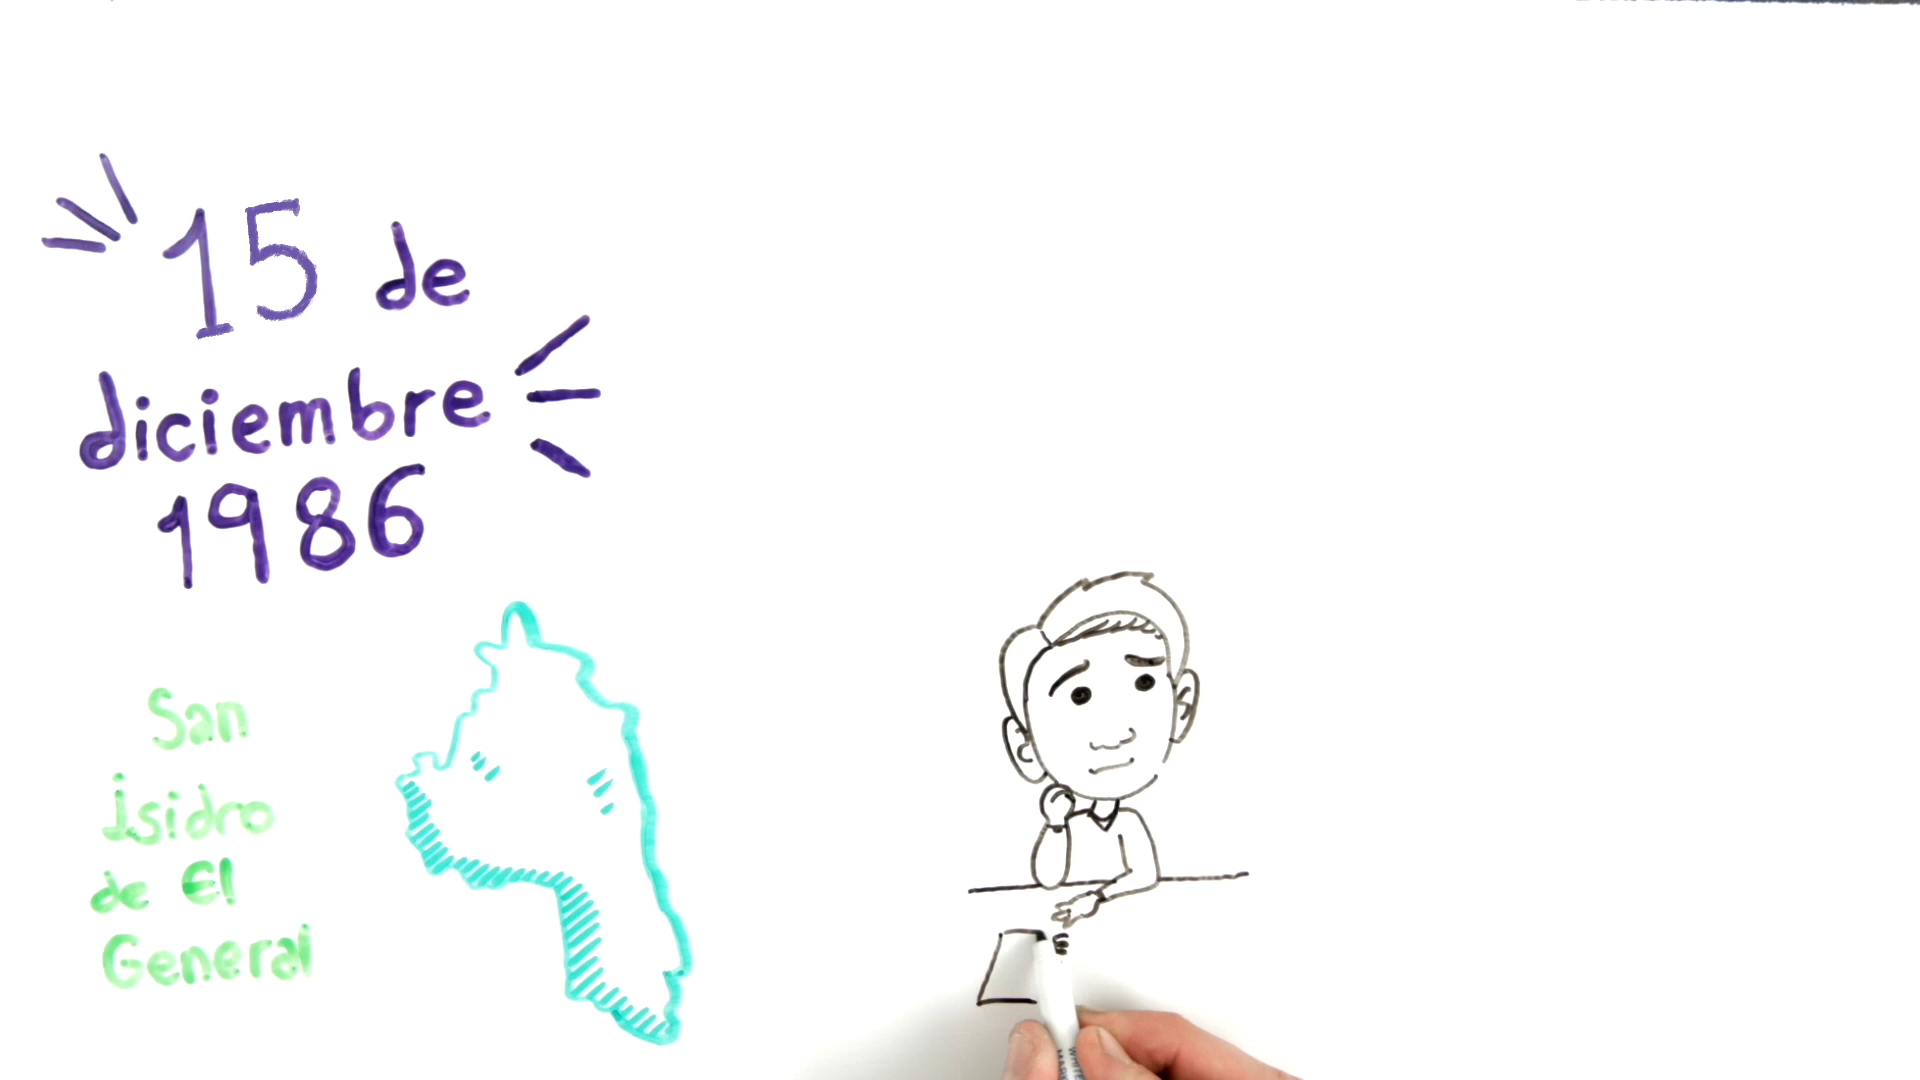 15 de
diciembre
1986
San
isidro
de El
General